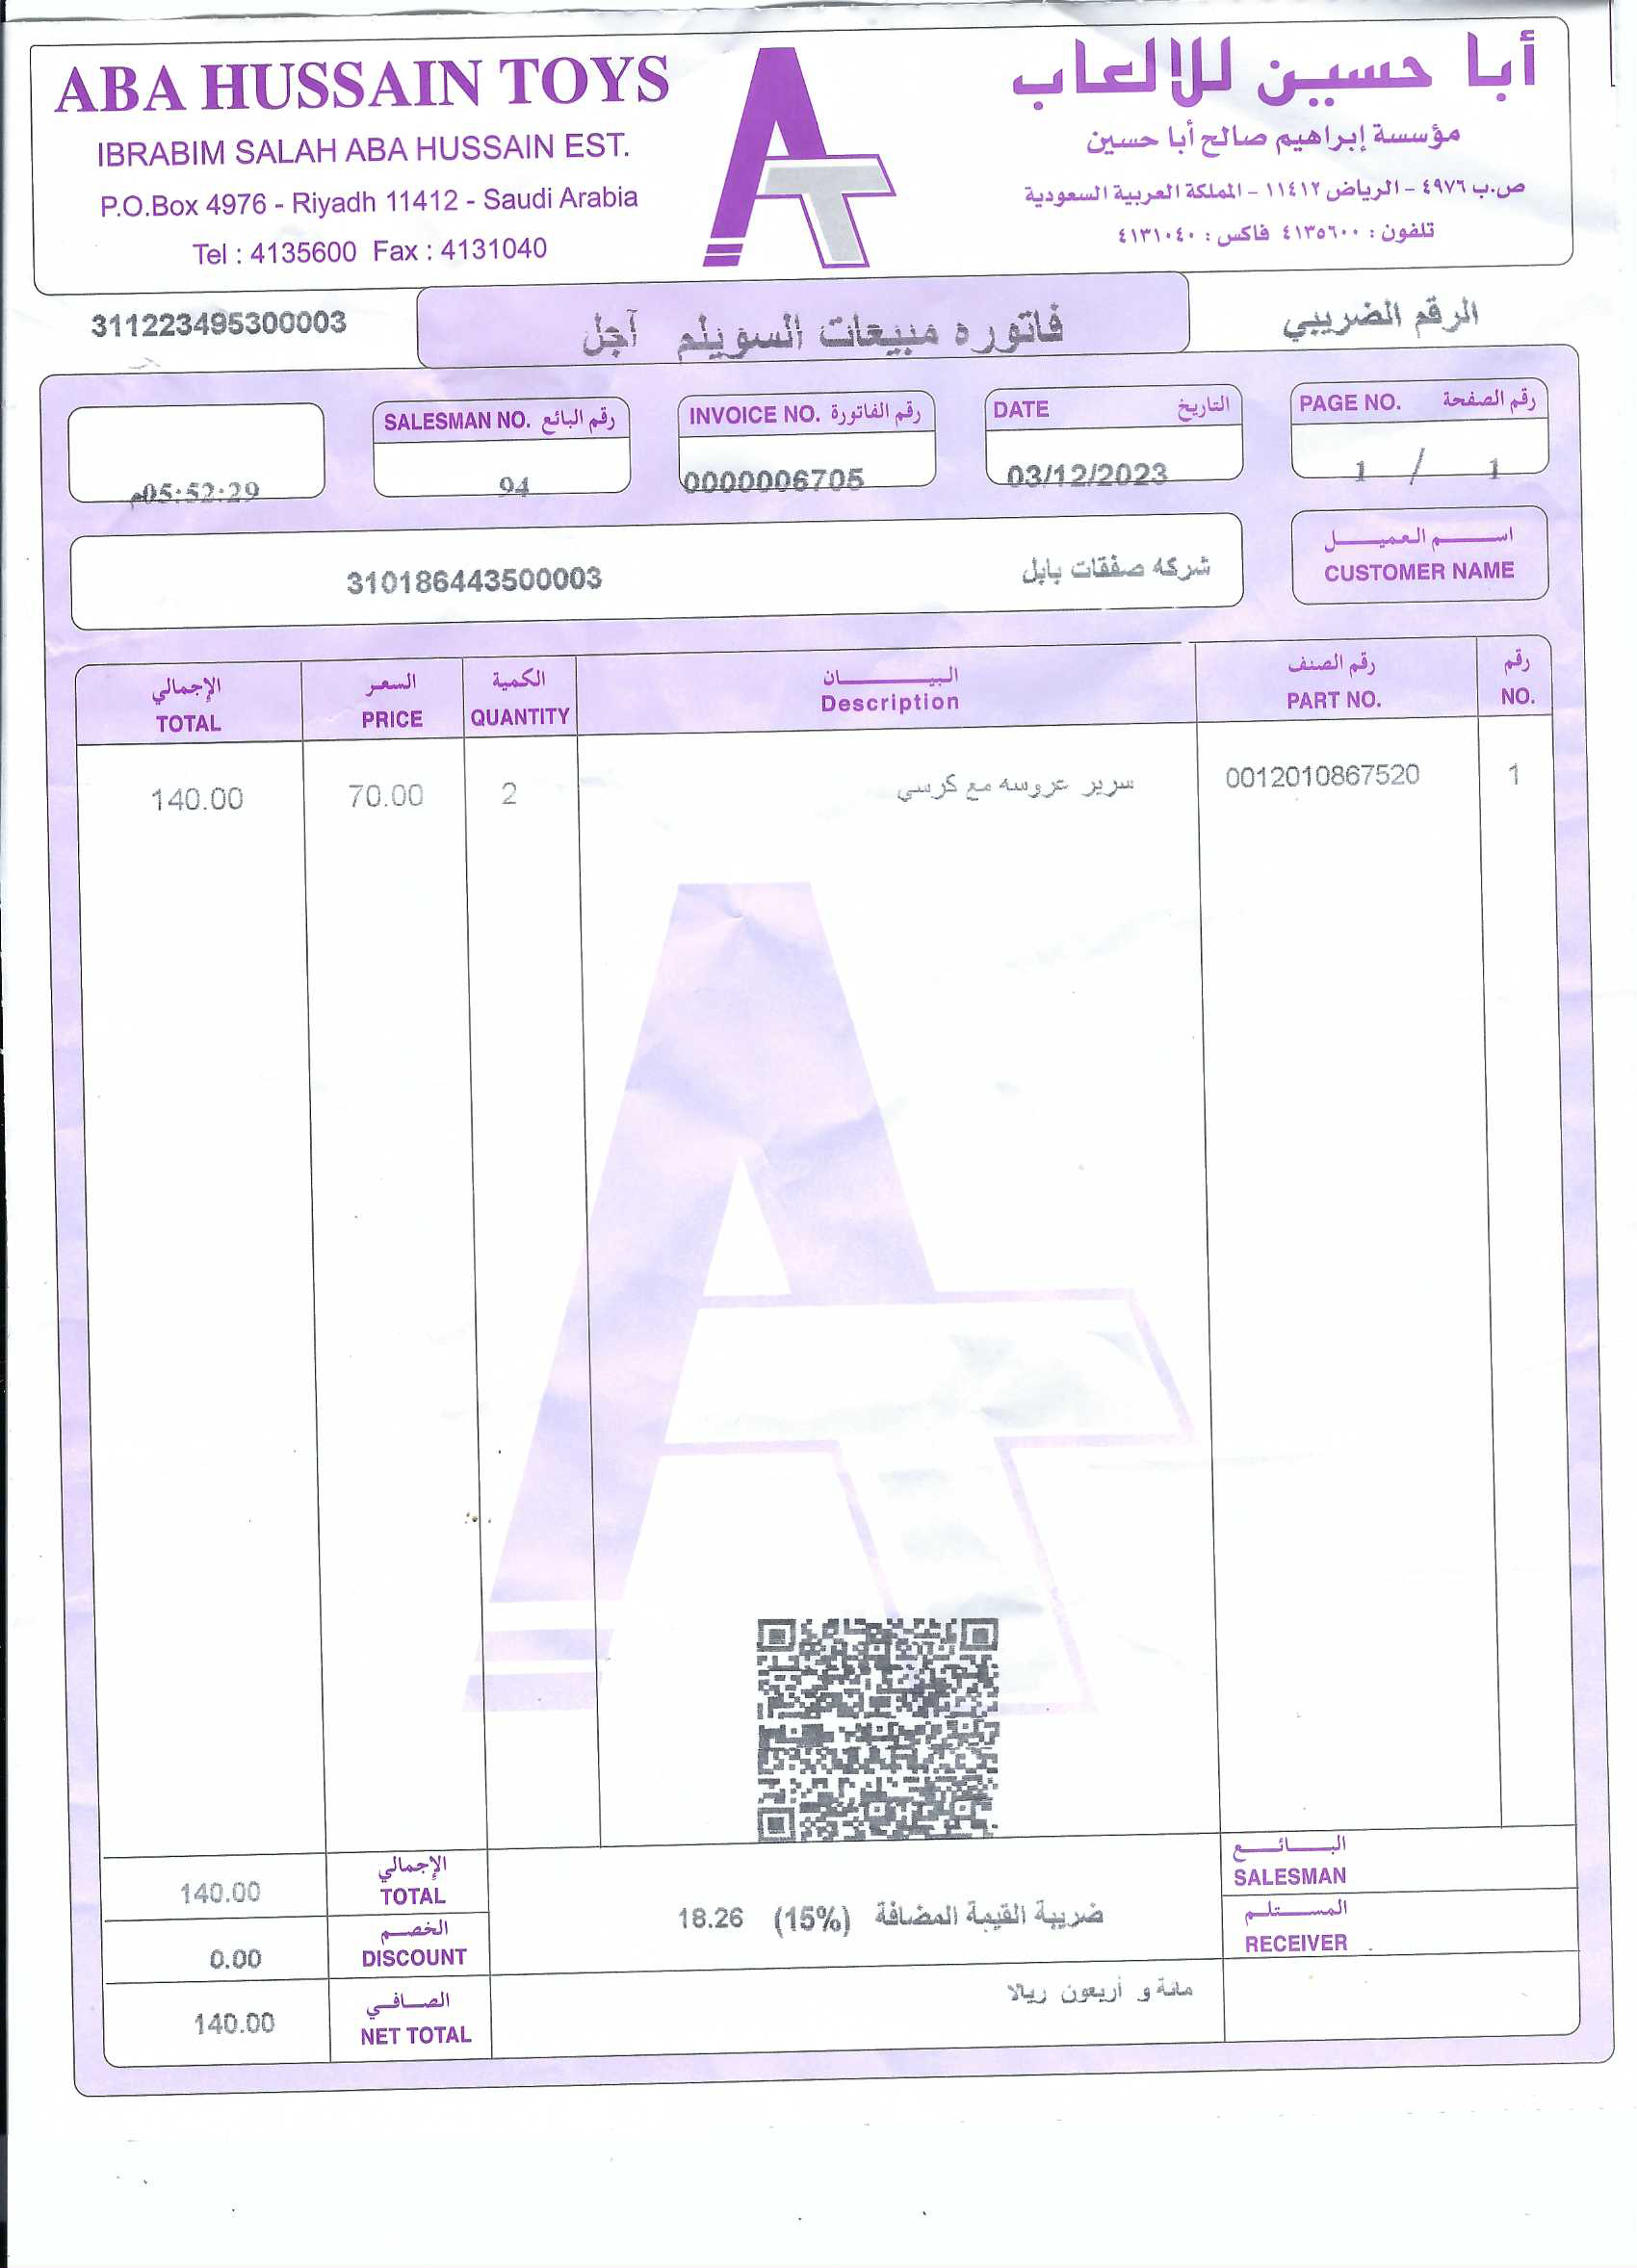 ABA HUSSAIN TOYS
IBRABIM SALAH ABA HUSSAIN EST.
P.O.Box 4976 - Riyadh 11412 - Saudi Arabia
Tel : 4135600 Fax : 4131040
أبا حسين للالعاب
مؤسسة إبراهيم صالح أبا حسين
ص.ب ٤٩٧٦ - الرياض ١١٤١٢ - المملكة العربية السعودية
تلفون : ٤١٣٥٦٠٠ فاكس : ٤١٣١٠٤٠
الرقم الضريبي
311223495300003
فاتوره مبيعات السويلم آجل
رقم الصفحة PAGE NO.
1 / 1
التاريخ DATE
03/12/2023
رقم الفاتورة INVOICE NO.
0000006705
رقم البائع SALESMAN NO.
94
05:52:29م
اسم العميل
CUSTOMER NAME
شركه صفقات بابل 310186443500003
رقم NO.
رقم الصنف PART NO.
البيان Description
الكمية QUANTITY
السعر PRICE
الإجمالي TOTAL
1 0012010867520 سرير عروسه مع كرسي 2 70.00 140.00
البائع
SALESMAN
المستلم
RECEIVER
ضريبة القيمة المضافة (15%) 18.26
مائة و أربعون ريالا
الإجمالي
TOTAL 140.00
الخصم
DISCOUNT 0.00
الصافي
NET TOTAL 140.00